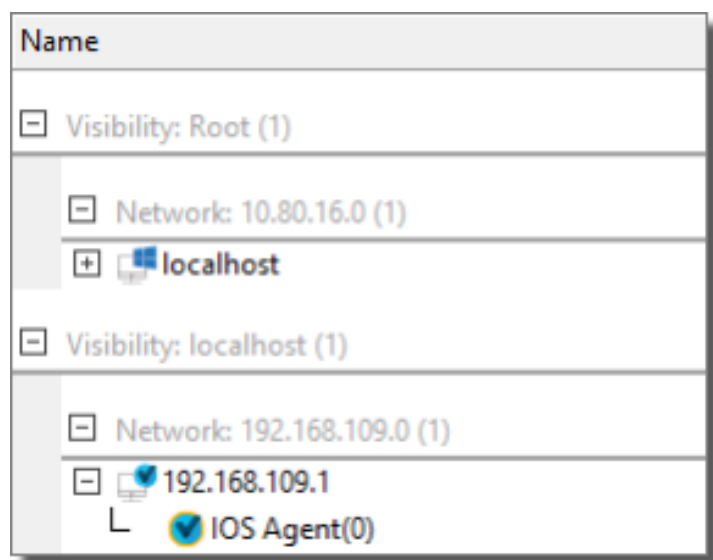 Name
Visibility: Root (1)
Network: 10.80.16.0 (1)
localhost
Visibility: localhost (1)
Network: 192.168.109.0 (1)
192.168.109.1
IOS Agent(0)